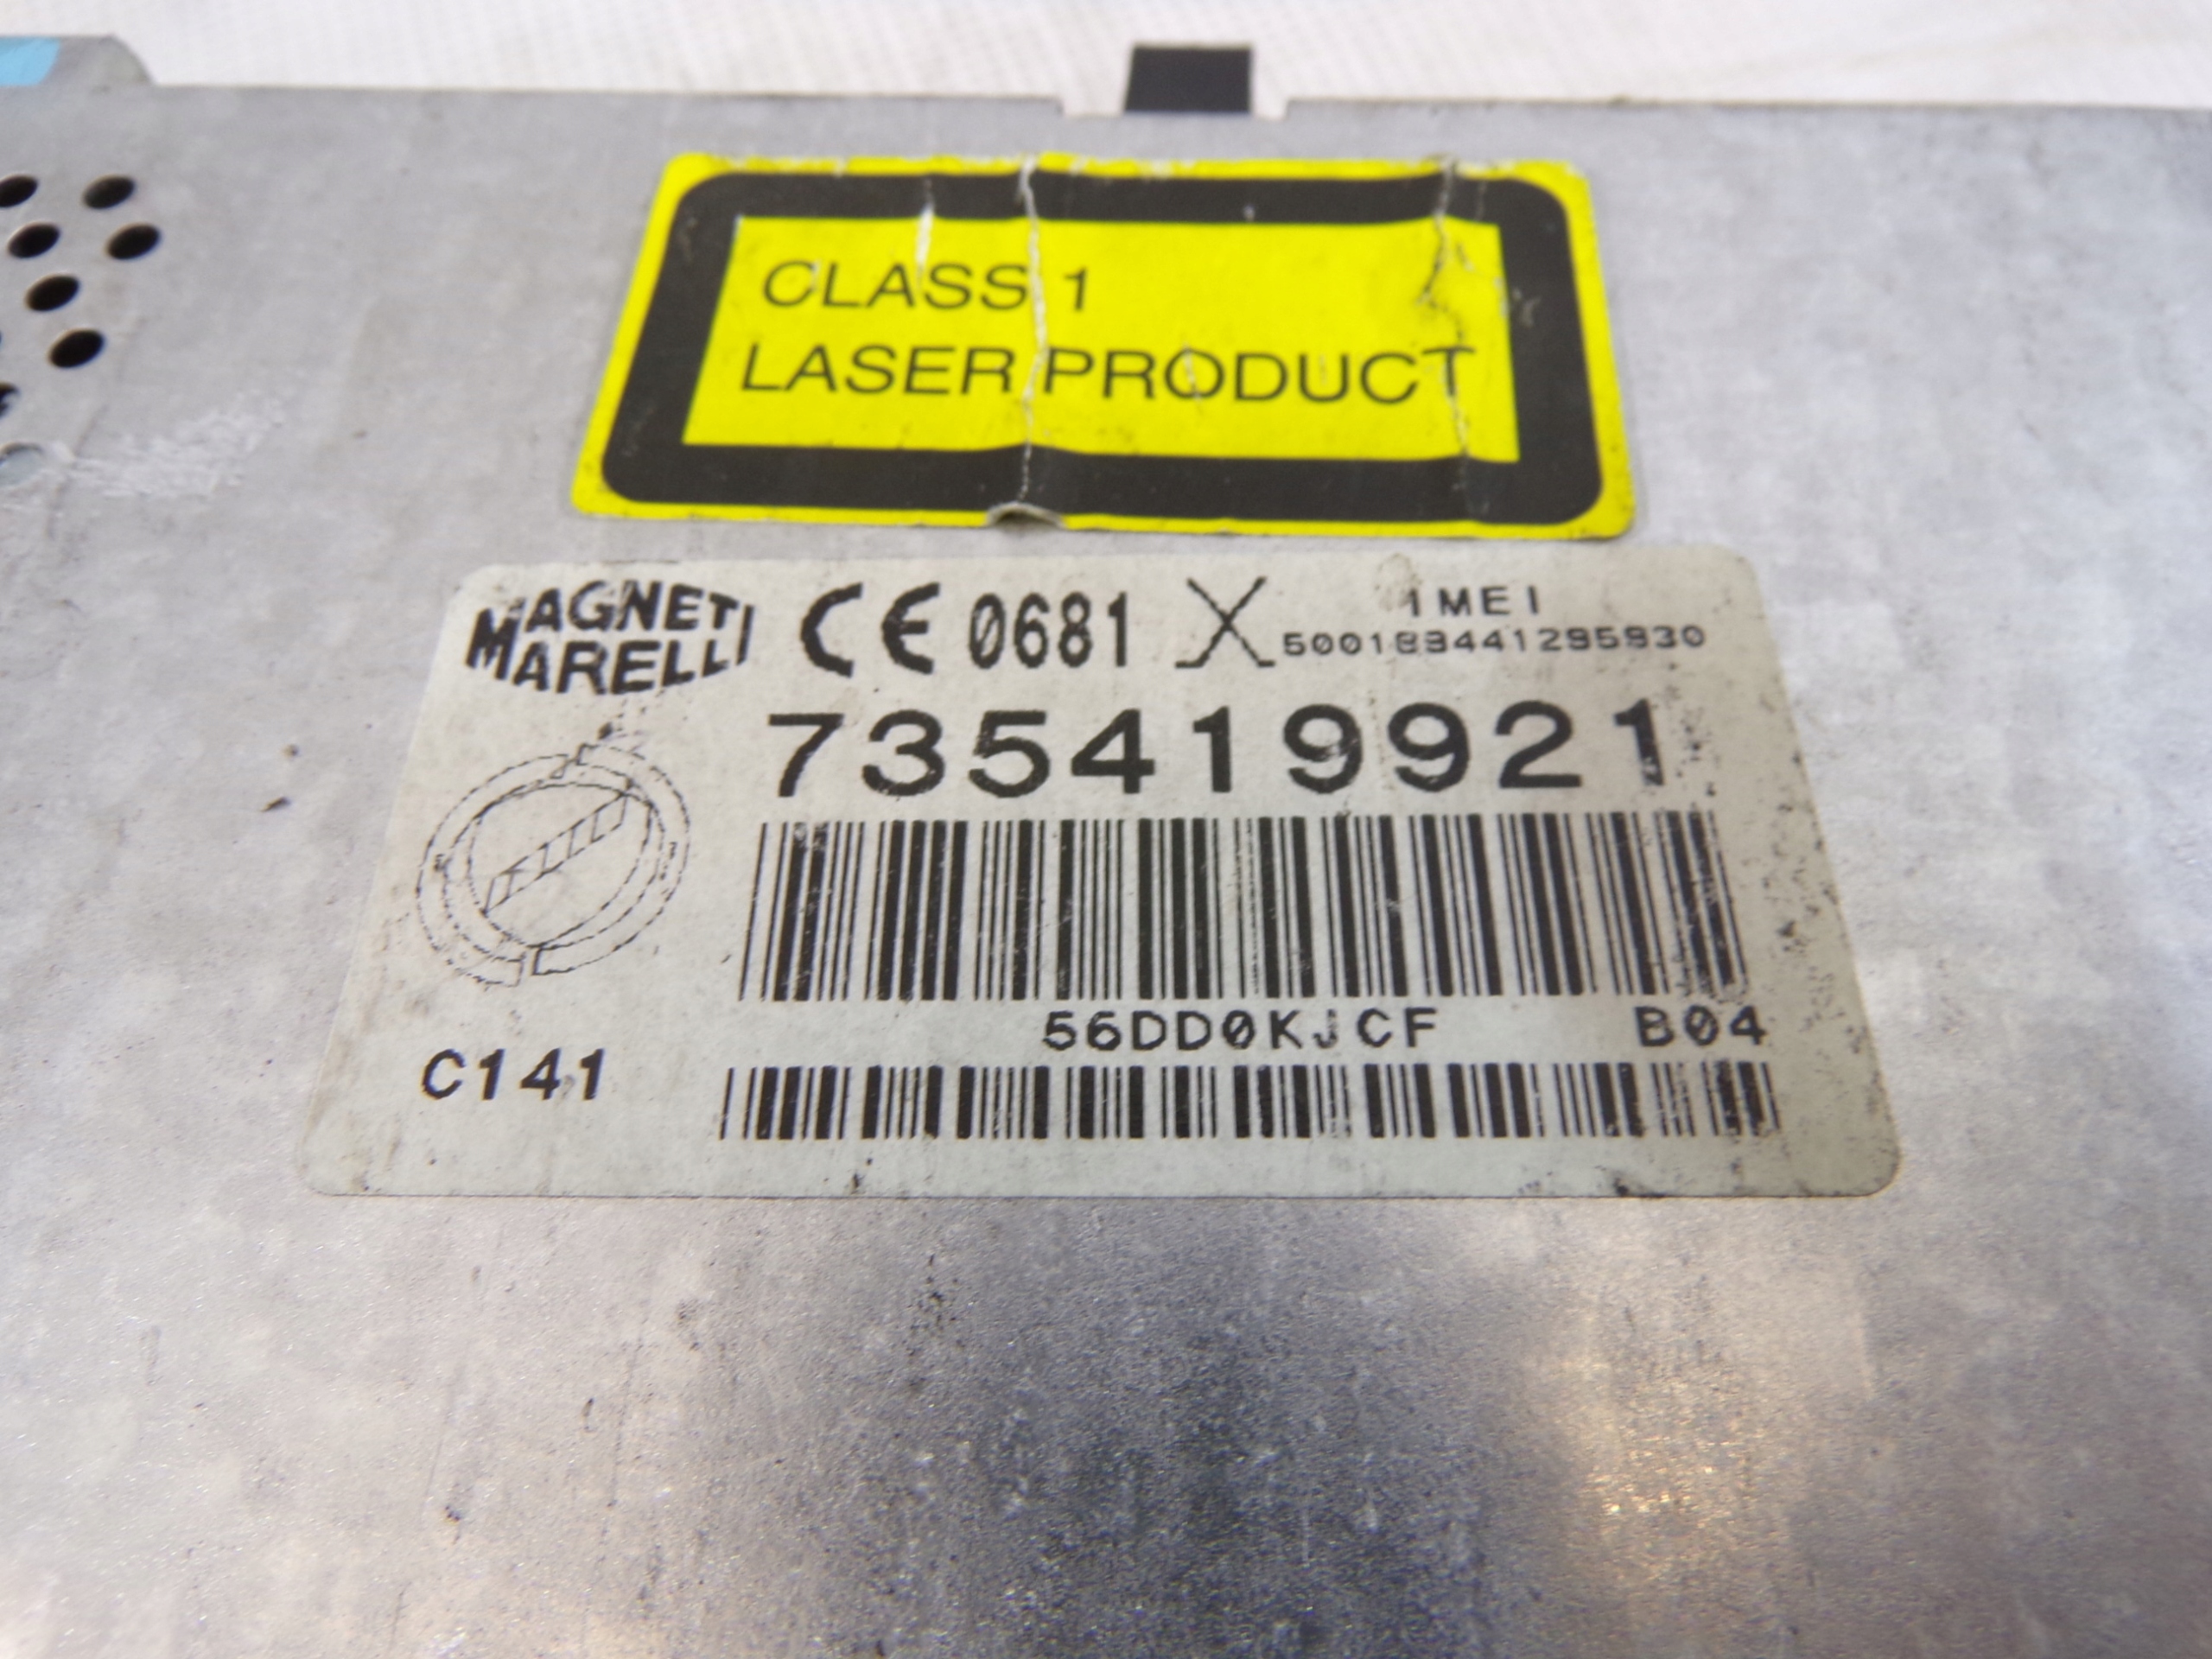 CLASS 1
LASER PRODUCT
MAGNETI
MARELLI
CE 0681
IMEI
735419921
56DD0KJCF B04
C141